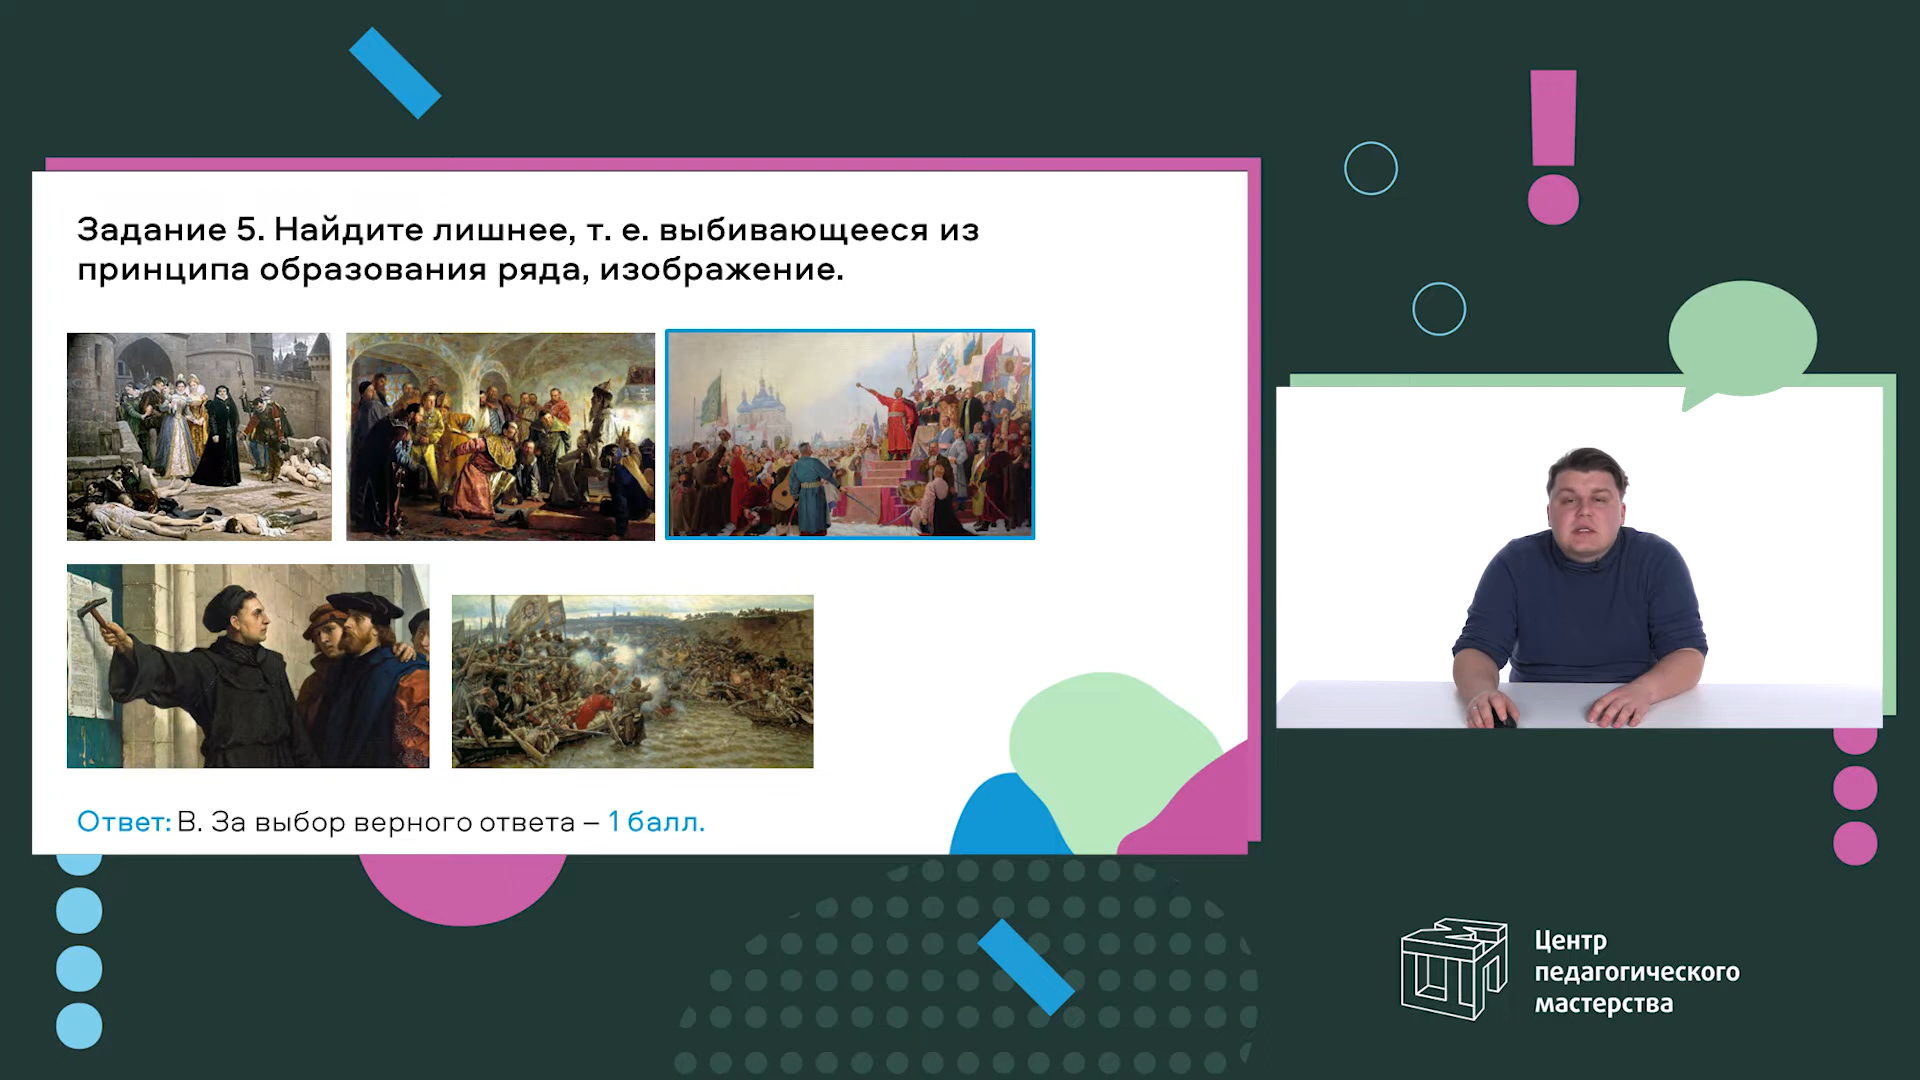 Задание 5. Найдите лишнее, т. е. выбивающееся из
принципа образования ряда, изображение.
Ответ: В. За выбор верного ответа – 1 балл.
Центр
педагогического
мастерства